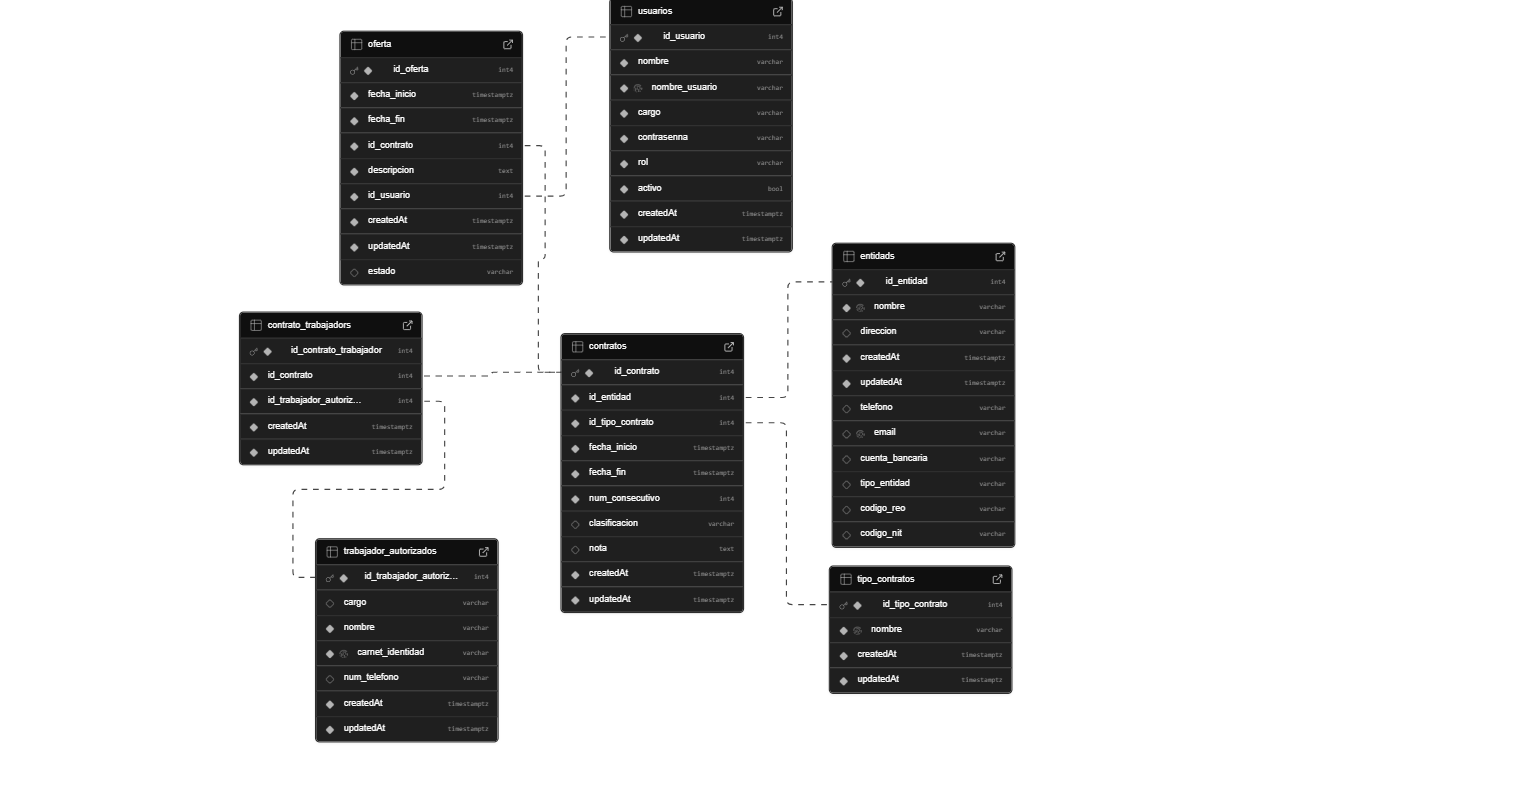 usuarios
id_usuario int4
nombre varchar
nombre_usuario varchar
cargo varchar
contrasenna varchar
rol varchar
activo bool
createdAt timestamptz
updatedAt timestamptz
oferta
id_oferta int4
fecha_inicio timestamptz
fecha_fin timestamptz
id_contrato int4
descripcion text
id_usuario int4
createdAt timestamptz
updatedAt timestamptz
estado varchar
entidads
id_entidad int4
nombre varchar
direccion varchar
createdAt timestamptz
updatedAt timestamptz
telefono varchar
email varchar
cuenta_bancaria varchar
tipo_entidad varchar
codigo_reo varchar
codigo_nit varchar
contrato_trabajadors
id_contrato_trabajador int4
id_contrato int4
id_trabajador_autoriz... int4
createdAt timestamptz
updatedAt timestamptz
contratos
id_contrato int4
id_entidad int4
id_tipo_contrato int4
fecha_inicio timestamptz
fecha_fin timestamptz
num_consecutivo int4
clasificacion varchar
nota text
createdAt timestamptz
updatedAt timestamptz
trabajador_autorizados
id_trabajador_autoriz... int4
cargo varchar
nombre varchar
carnet_identidad varchar
num_telefono varchar
createdAt timestamptz
updatedAt timestamptz
tipo_contratos
id_tipo_contrato int4
nombre varchar
createdAt timestamptz
updatedAt timestamptz